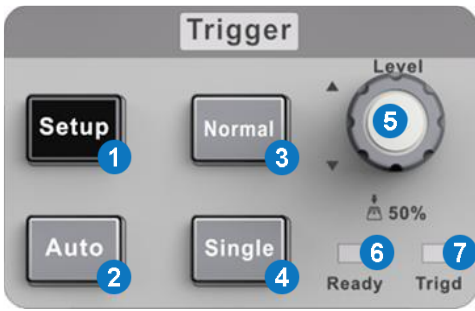 Trigger
Level
Setup
1
Normal
3
5
50%
Auto
2
Single
4
6
7
Ready
Trigd